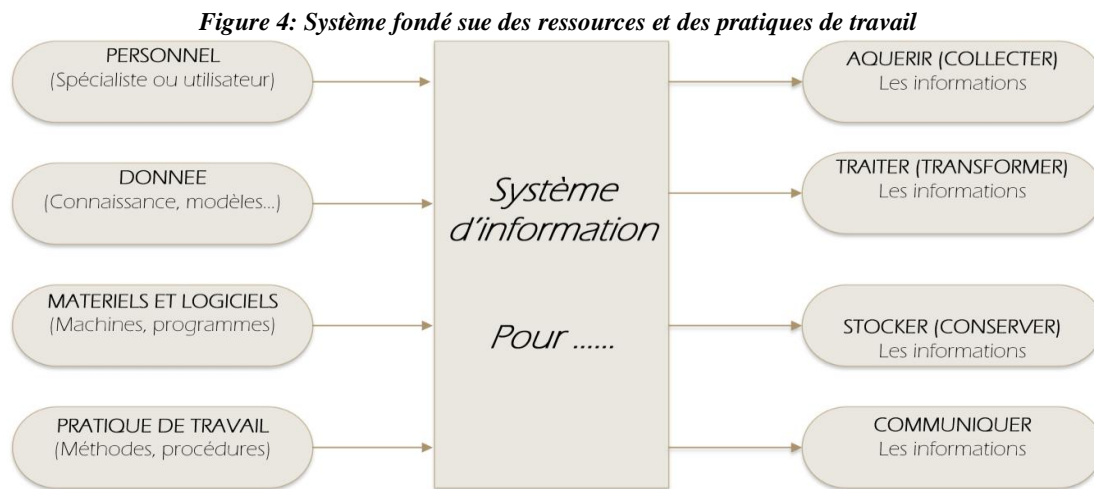 Figure 4: Système fondé sue des ressources et des pratiques de travail
PERSONNEL
(Spécialiste ou utilisateur)
DONNEE
(Connaissance, modèles...)
MATERIELS ET LOGICIELS
(Machines, programmes)
PRATIQUE DE TRAVAIL
(Méthodes, procédures)
Système
d'information
Pour ......
AQUERIR (COLLECTER)
Les informations
TRAITER (TRANSFORMER)
Les informations
STOCKER (CONSERVER)
Les informations
COMMUNIQUER
Les informations